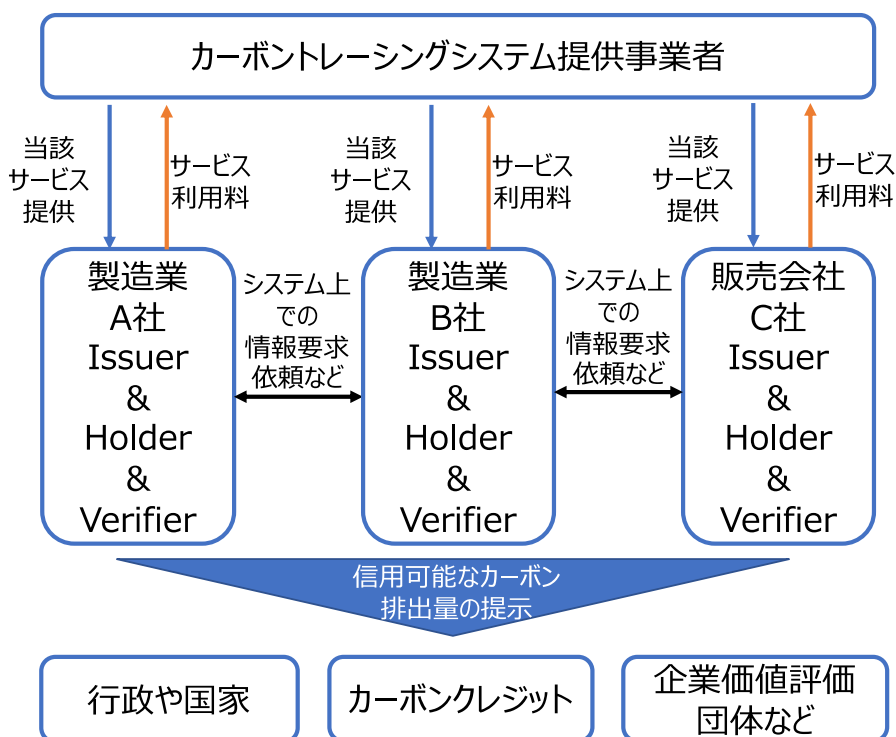 カーボントレーシングシステム提供事業者
当該
サービス
提供
サービス
利用料
当該
サービス
提供
サービス
利用料
当該
サービス
提供
サービス
利用料
製造業
A社
Issuer
&
Holder
&
Verifier
システム上
での
情報要求
依頼など
製造業
B社
Issuer
&
Holder
&
Verifier
システム上
での
情報要求
依頼など
販売会社
C社
Issuer
&
Holder
&
Verifier
信用可能なカーボン
排出量の提示
行政や国家
カーボンクレジット
企業価値評価
団体など